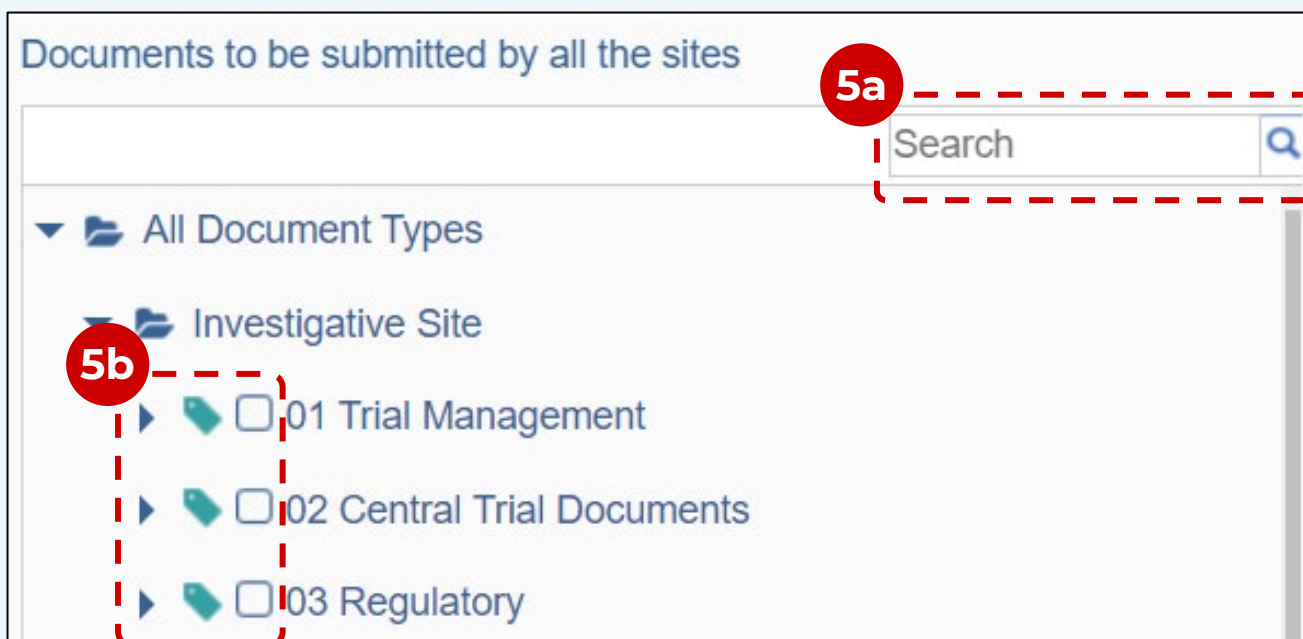 Documents to be submitted by all the sites
5a
Search
All Document Types
Investigative Site
5b
01 Trial Management
02 Central Trial Documents
03 Regulatory